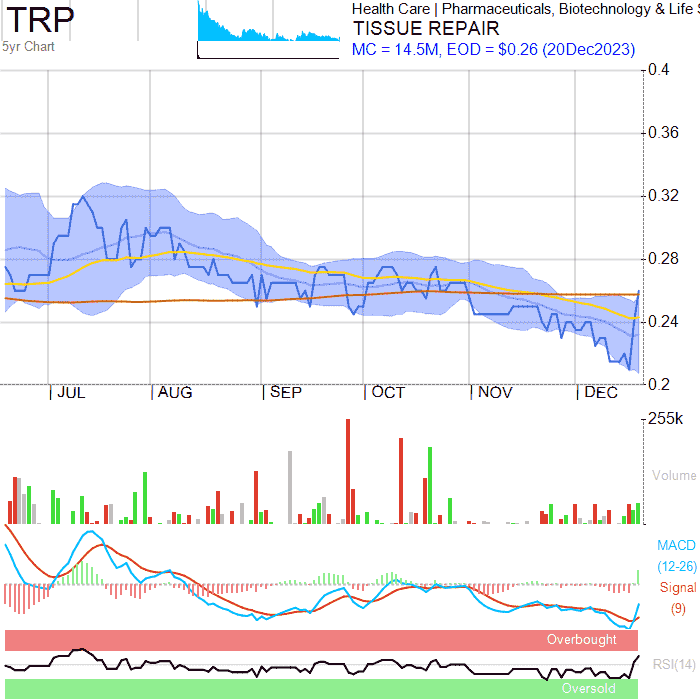 TRP
5yr Chart
Health Care | Pharmaceuticals, Biotechnology & Life S
TISSUE REPAIR
MC = 14.5M, EOD = $0.26 (20Dec2023)
0.4
0.36
0.32
0.28
0.24
0.2
JUL
AUG
SEP
OCT
NOV
DEC
255k
Volume
MACD
(12-26)
Signal
(9)
Overbought
RSI(14)
Oversold